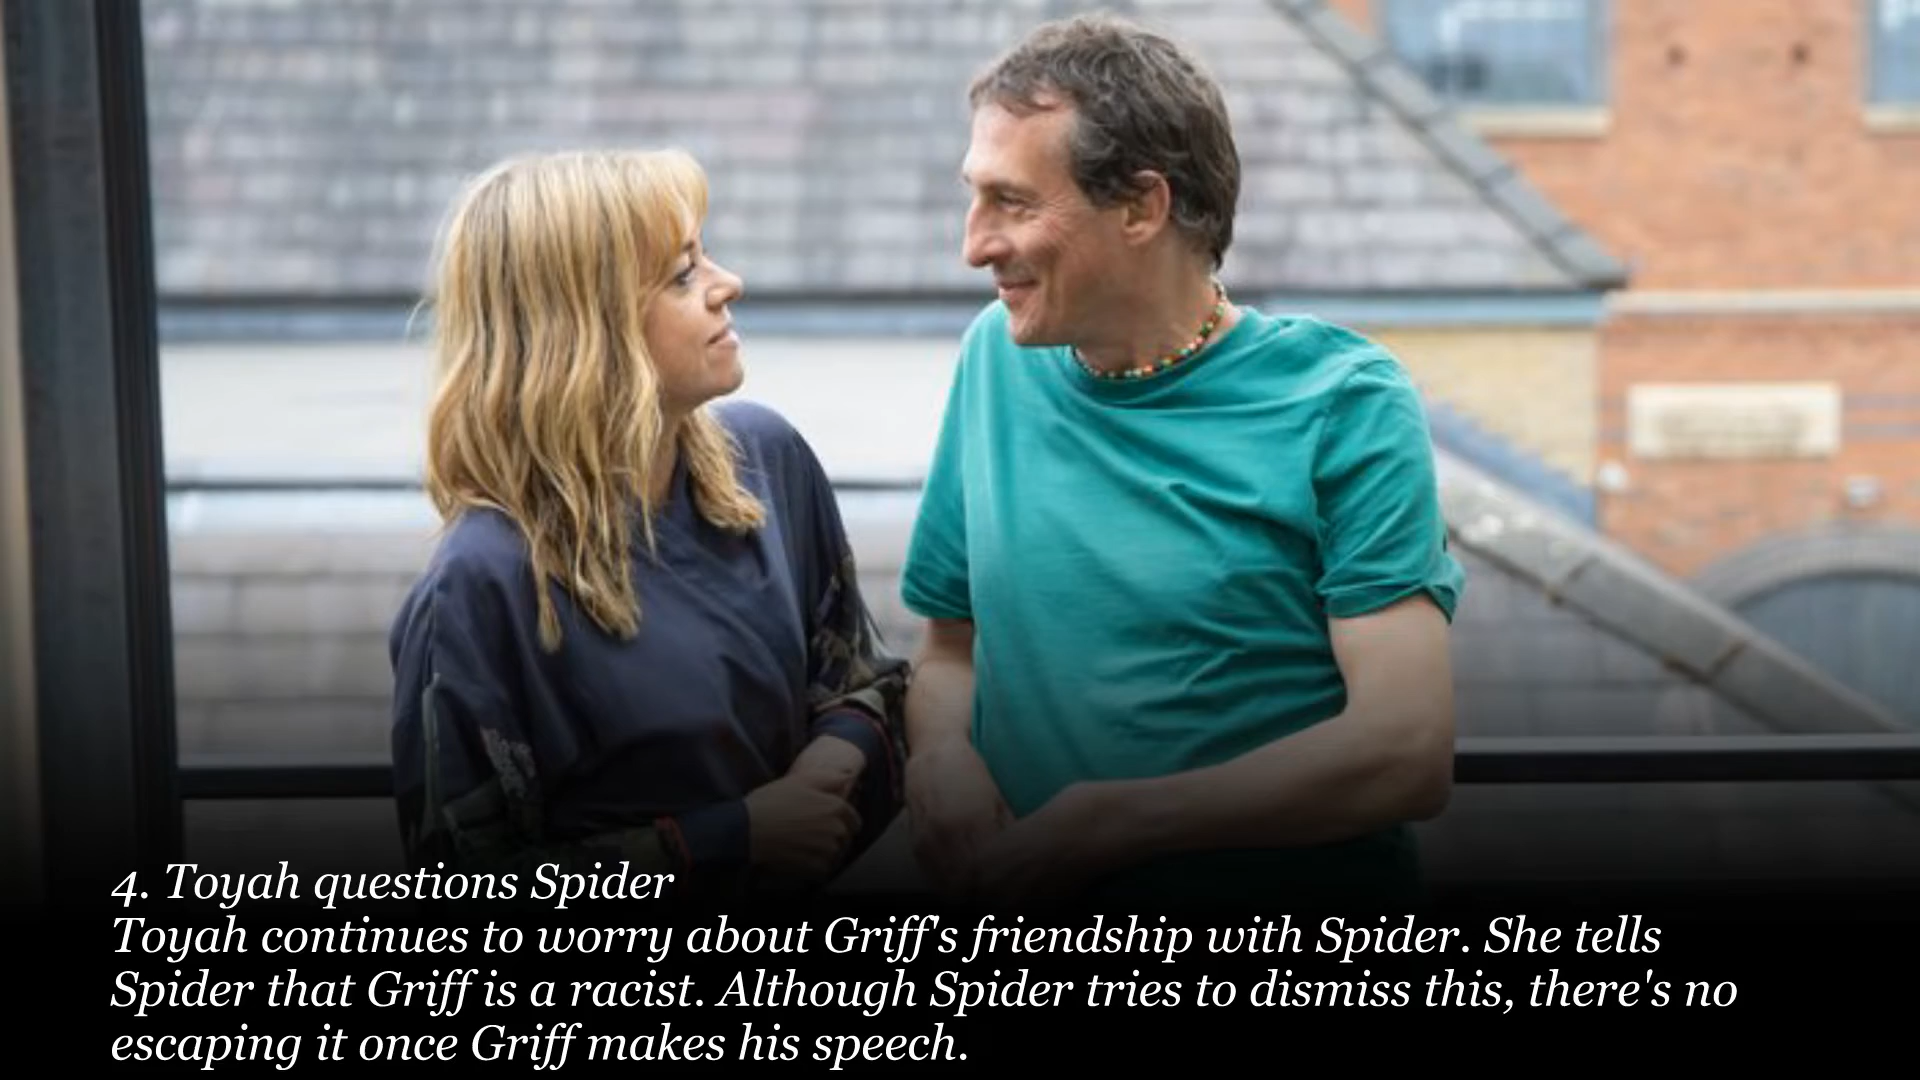 4. Toyah questions Spider
Toyah continues to worry about Griff's friendship with Spider. She tells
Spider that Griff is a racist. Although Spider tries to dismiss this, there's no
escaping it once Griff makes his speech.